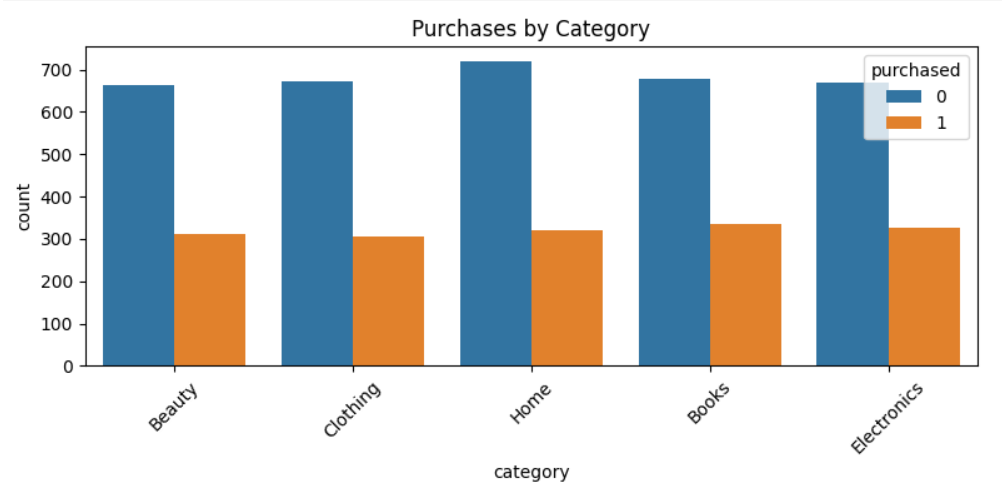 Purchases by Category
purchased
0
1
700
600
500
400
300
200
100
0
count
Beauty
Clothing
Home
Books
Electronics
category